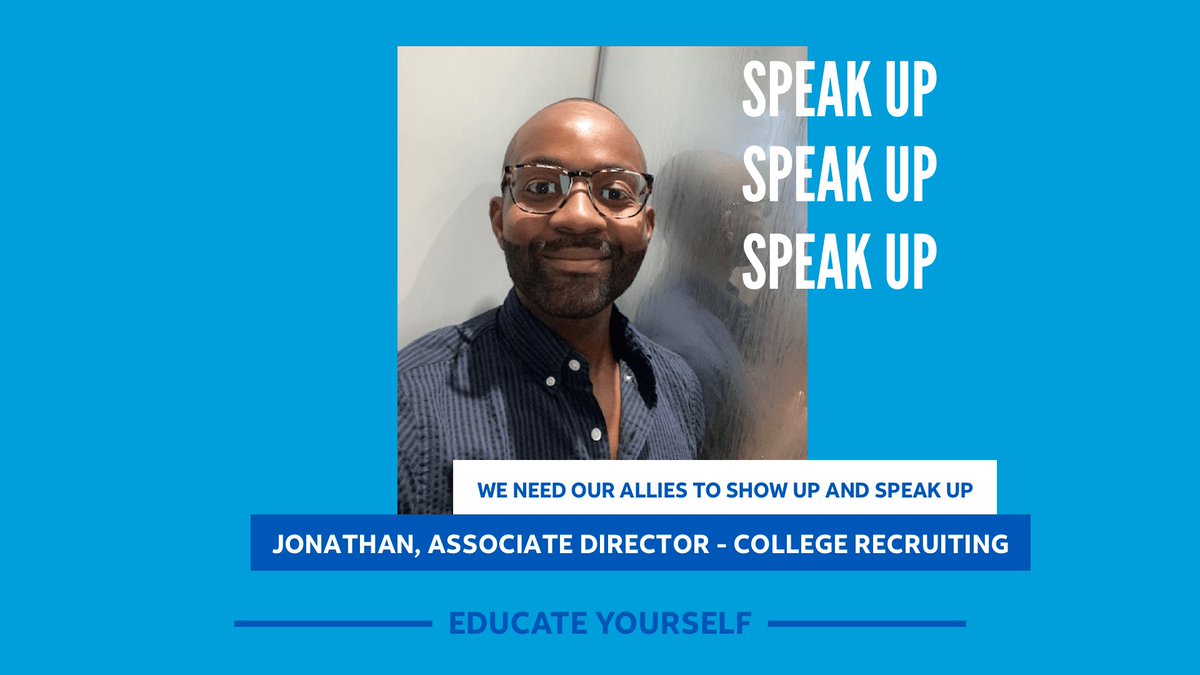 SPEAK UP
SPEAK UP
SPEAK UP
WE NEED OUR ALLIES TO SHOW UP AND SPEAK UP
JONATHAN, ASSOCIATE DIRECTOR - COLLEGE RECRUITING
EDUCATE YOURSELF